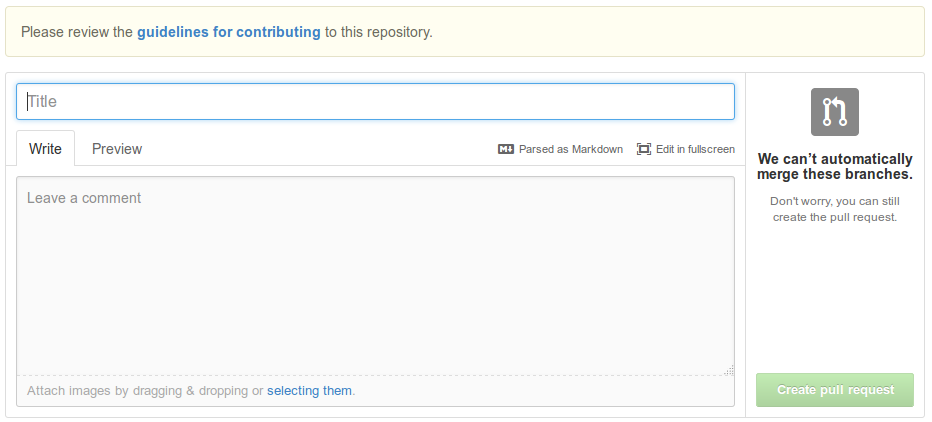 Please review the guidelines for contributing to this repository.
Title
Write Preview Parsed as Markdown Edit in fullscreen
Leave a comment
Attach images by dragging & dropping or selecting them.
We can’t automatically
merge these branches.
Don't worry, you can still
create the pull request.
Create pull request